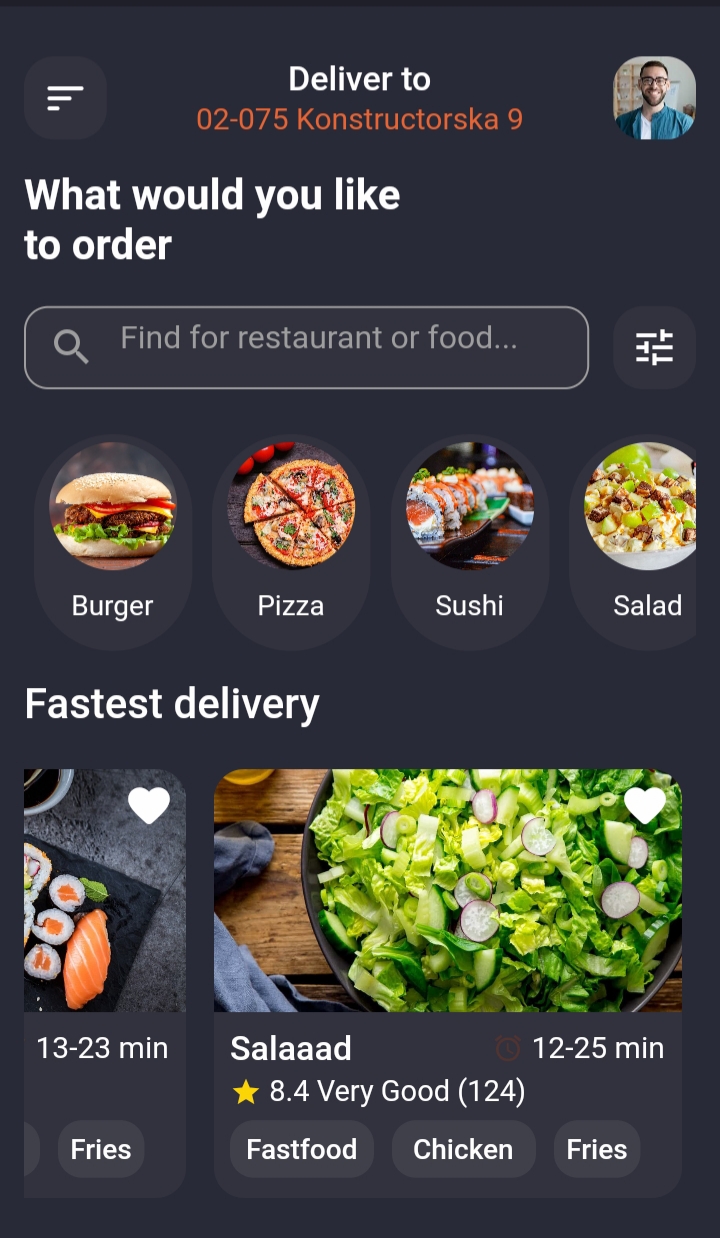 Deliver to
02-075 Konstructorska 9
What would you like
to order
Find for restaurant or food...
Burger
Pizza
Sushi
Salad
Fastest delivery
13-23 min
Fries
Salaaad
12-25 min
8.4 Very Good (124)
Fastfood
Chicken
Fries